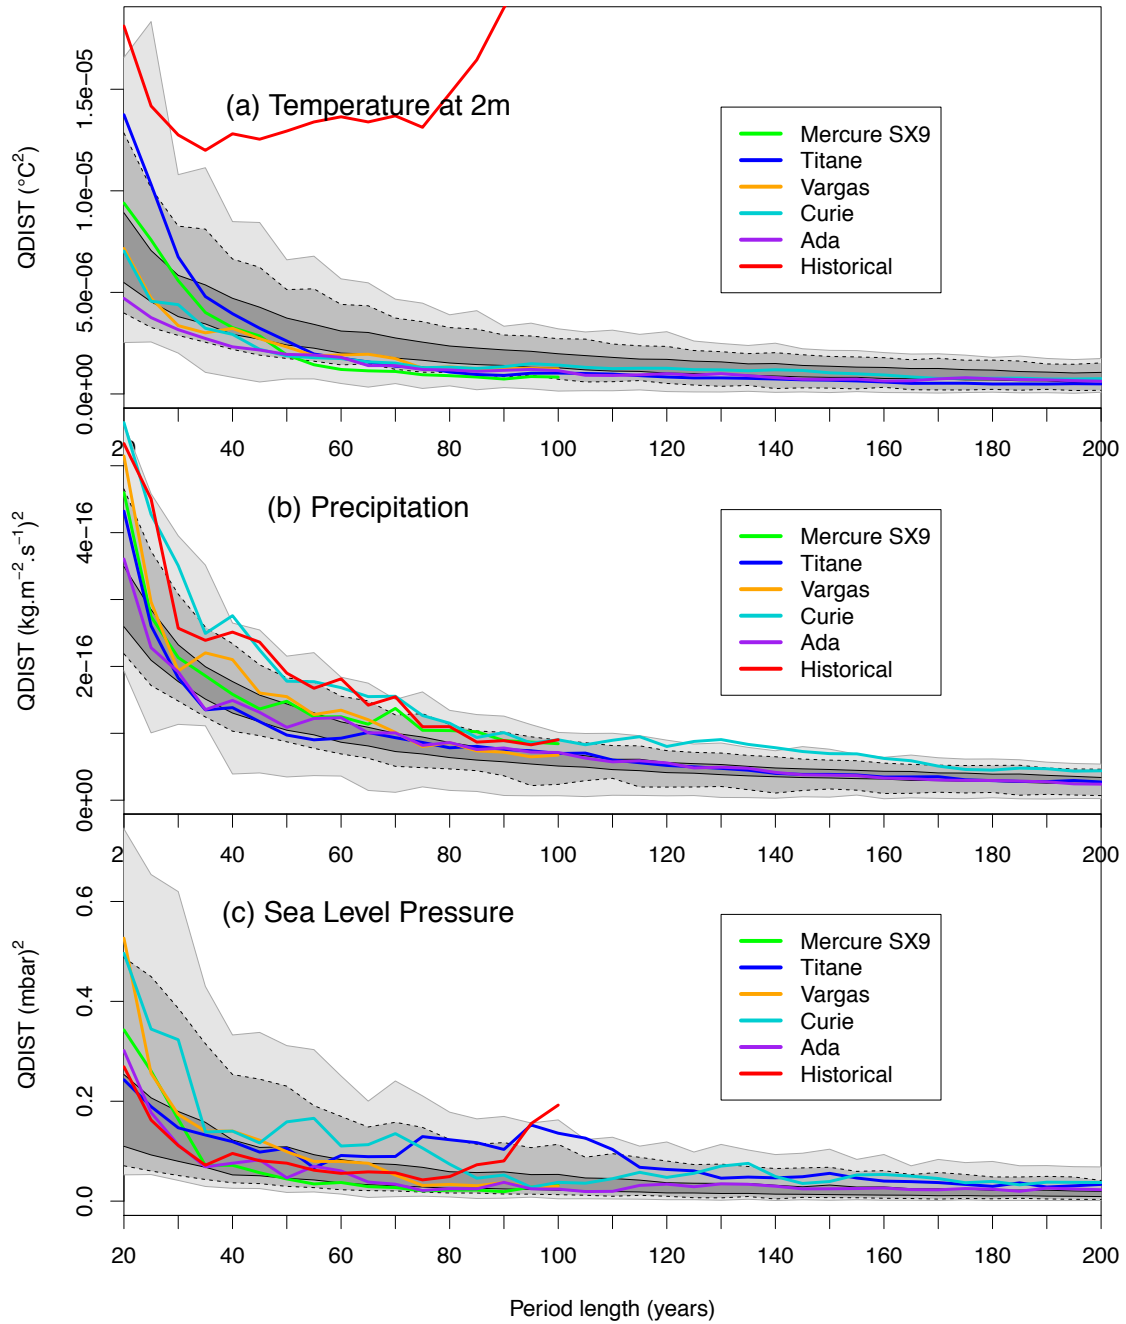 (a) Temperature at 2m
QDIST (°C²)
0.0e+00 5.0e-06 1.0e-05 1.5e-05
Mercure SX9
Titane
Vargas
Curie
Ada
Historical
20 40 60 80 100 120 140 160 180 200
(b) Precipitation
QDIST (kg.m⁻².s⁻¹)²
0e+00 2e-16 4e-16
Mercure SX9
Titane
Vargas
Curie
Ada
Historical
20 40 60 80 100 120 140 160 180 200
(c) Sea Level Pressure
QDIST (mbar)²
0.0 0.2 0.4 0.6
Mercure SX9
Titane
Vargas
Curie
Ada
Historical
20 40 60 80 100 120 140 160 180 200
Period length (years)